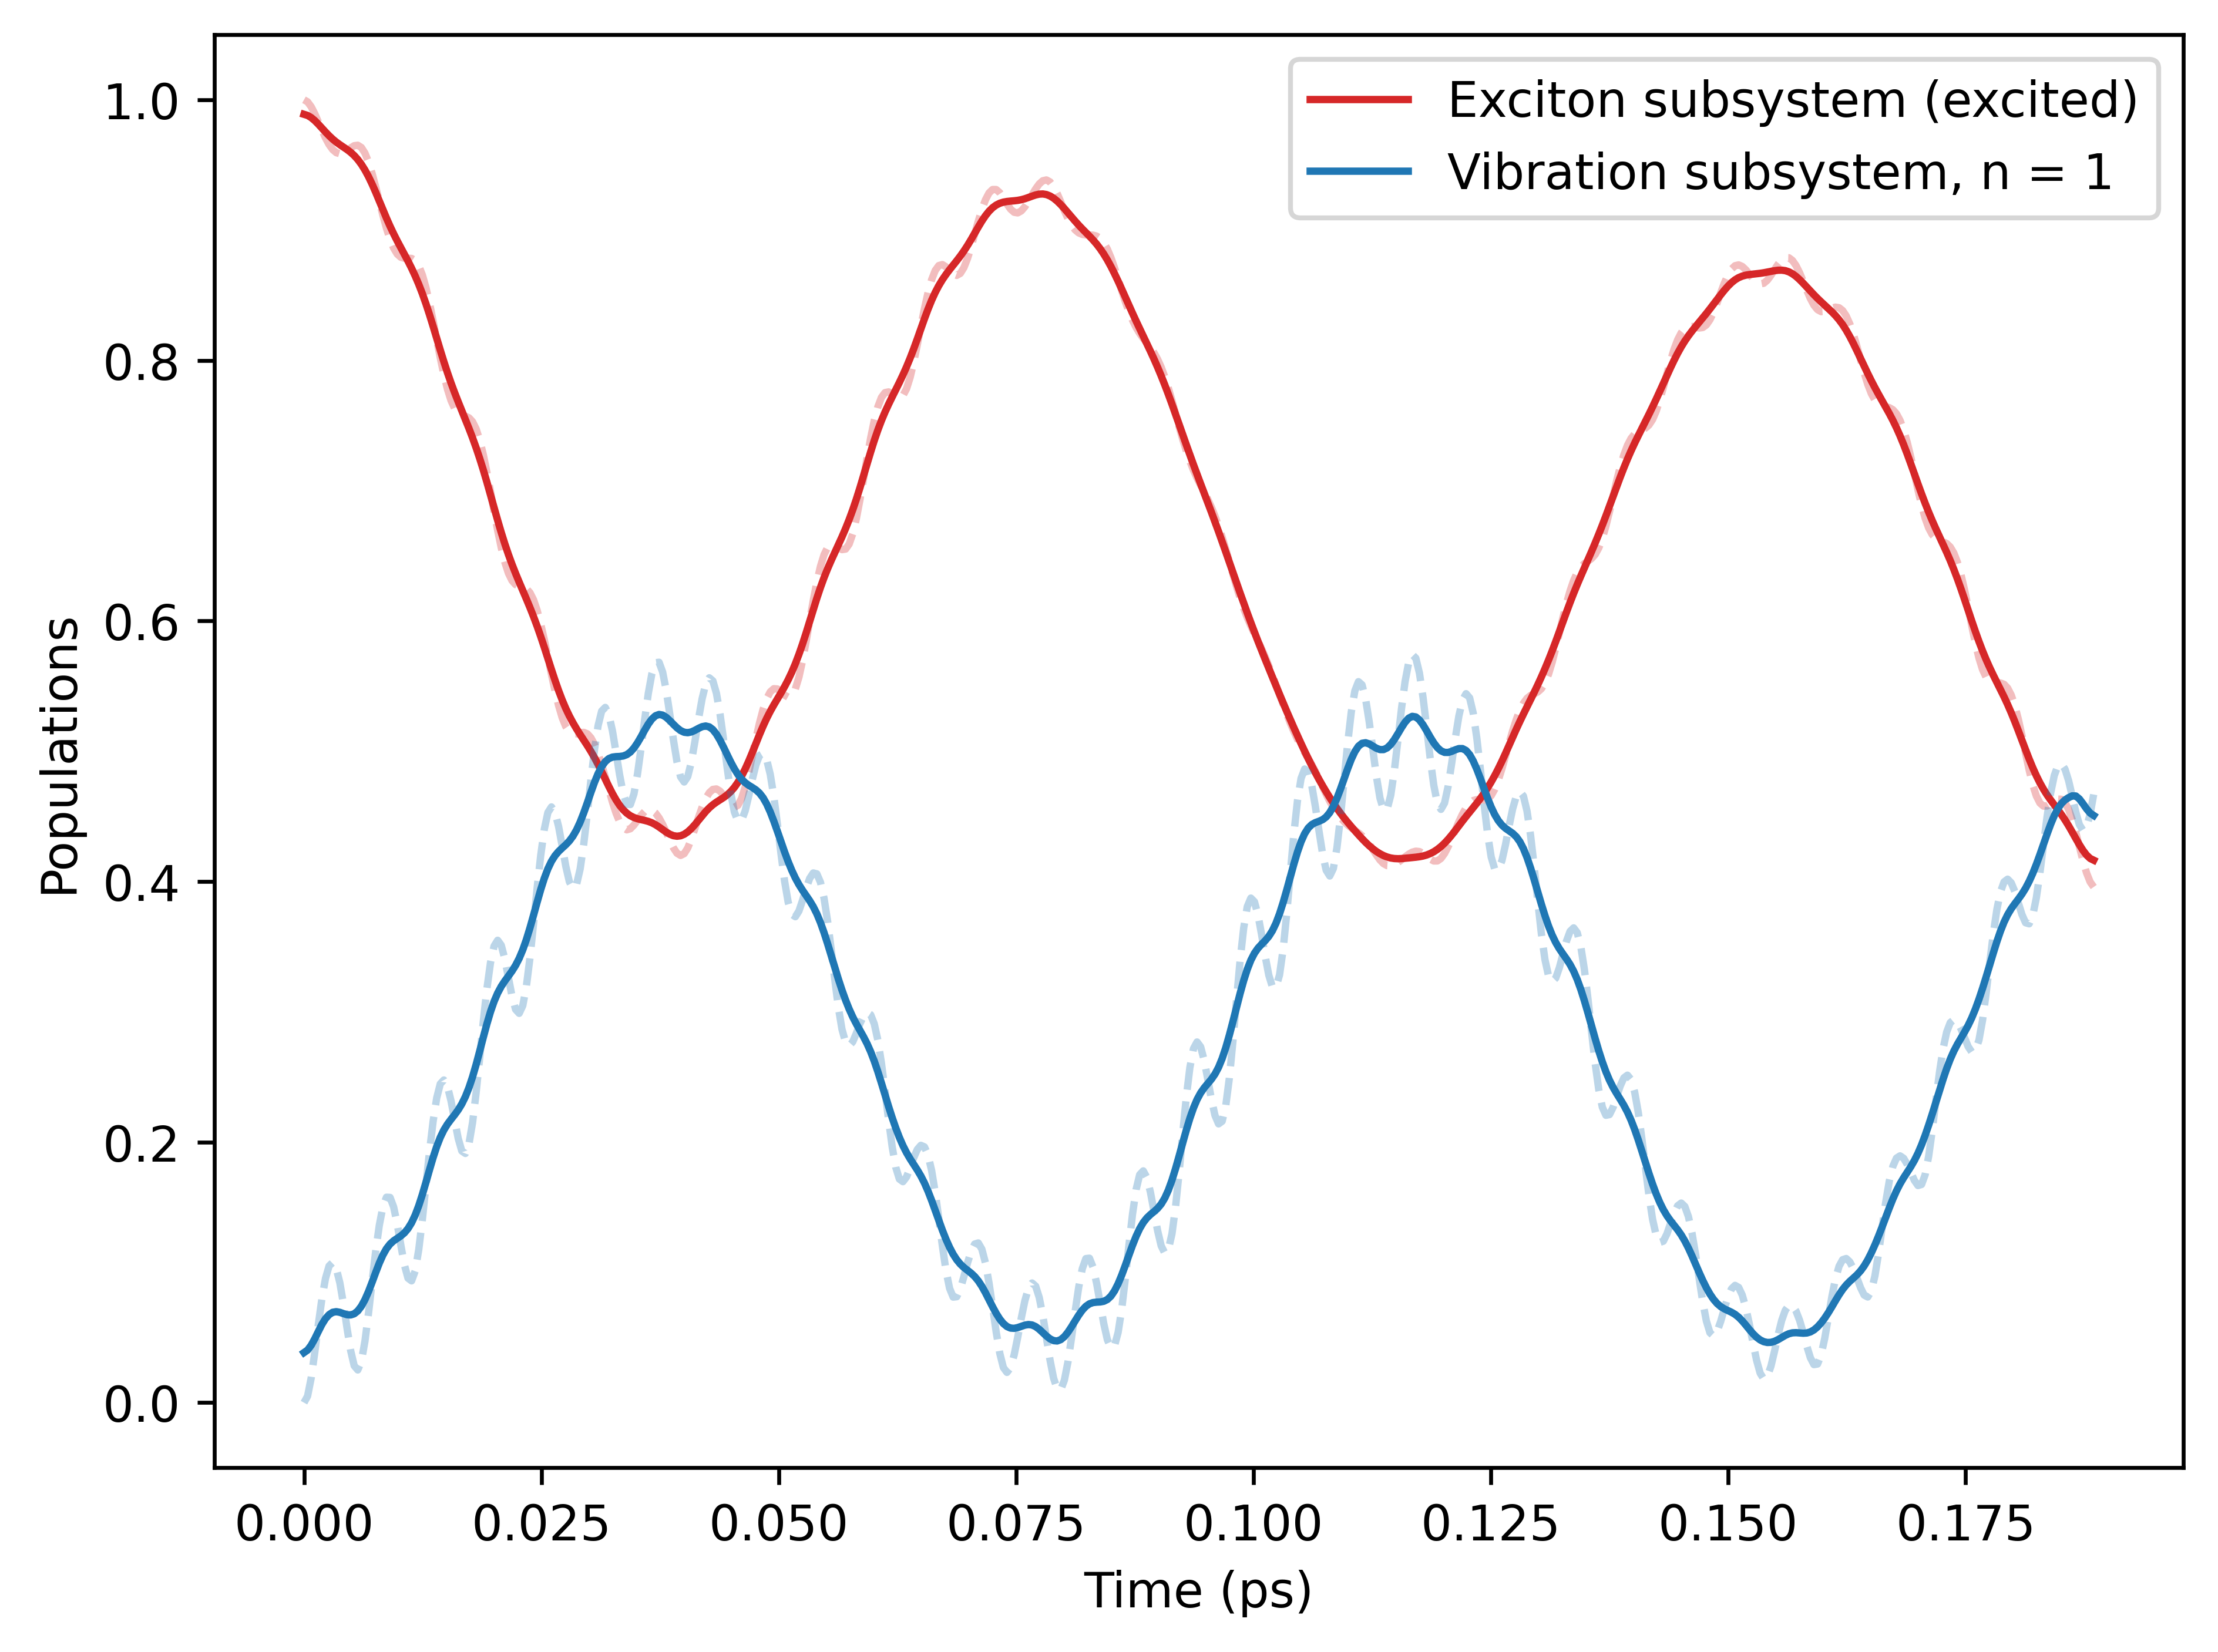 Exciton subsystem (excited)
Vibration subsystem, n = 1
Populations
1.0
0.8
0.6
0.4
0.2
0.0
0.000 0.025 0.050 0.075 0.100 0.125 0.150 0.175
Time (ps)